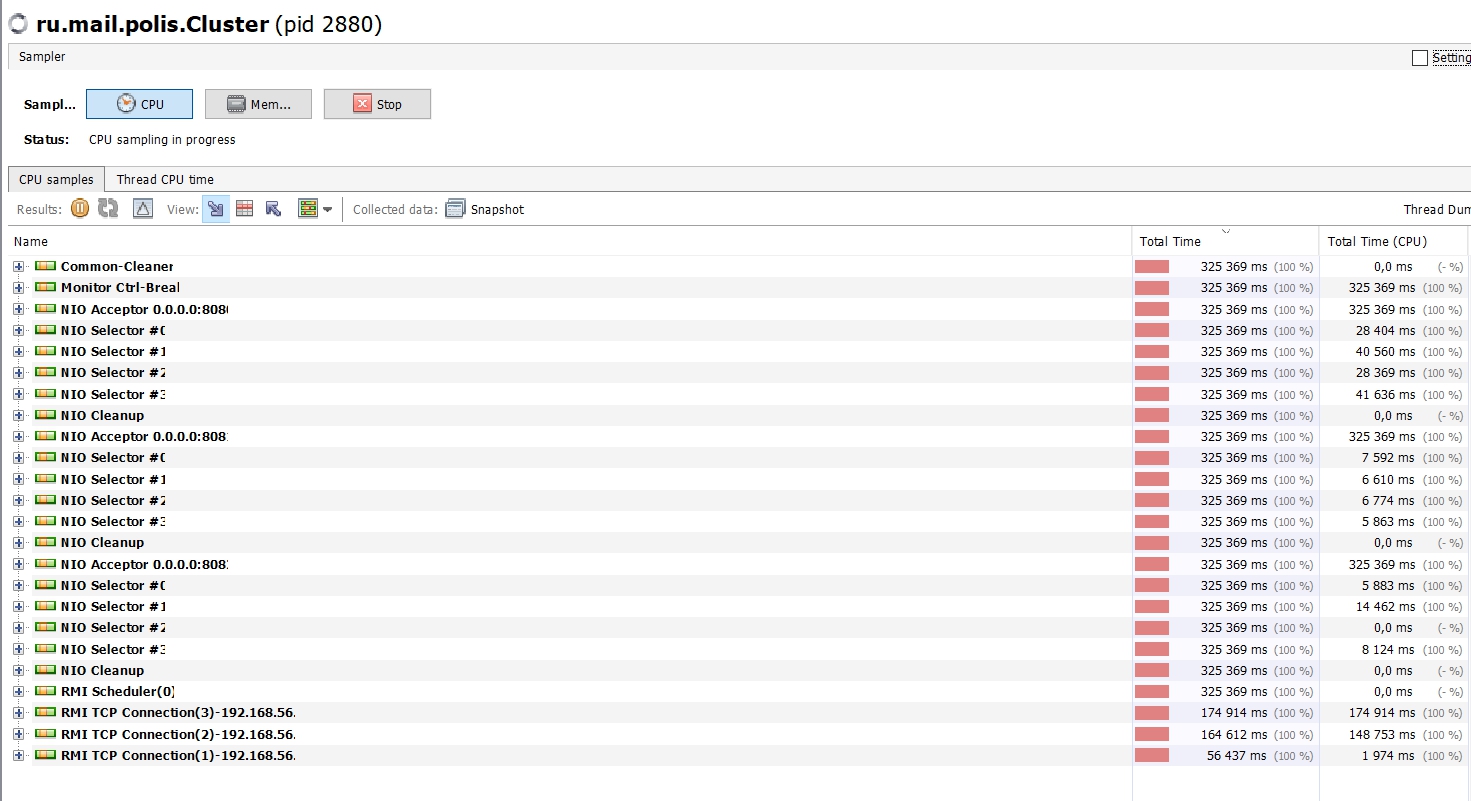 ru.mail.polis.Cluster (pid 2880)
Sampler Setting
Sampl... CPU Mem... Stop
Status: CPU sampling in progress
CPU samples Thread CPU time
Results: View: Collected data: Snapshot Thread Dum
Name Total Time Total Time (CPU)
Common-Cleaner 325 369 ms (100 %) 0,0 ms (- %)
Monitor Ctrl-Breal 325 369 ms (100 %) 325 369 ms (100 %)
NIO Acceptor 0.0.0.0:8080 325 369 ms (100 %) 325 369 ms (100 %)
NIO Selector #0 325 369 ms (100 %) 28 404 ms (100 %)
NIO Selector #1 325 369 ms (100 %) 40 560 ms (100 %)
NIO Selector #2 325 369 ms (100 %) 28 369 ms (100 %)
NIO Selector #3 325 369 ms (100 %) 41 636 ms (100 %)
NIO Cleanup 325 369 ms (100 %) 0,0 ms (- %)
NIO Acceptor 0.0.0.0:808 325 369 ms (100 %) 325 369 ms (100 %)
NIO Selector #0 325 369 ms (100 %) 7 592 ms (100 %)
NIO Selector #1 325 369 ms (100 %) 6 610 ms (100 %)
NIO Selector #2 325 369 ms (100 %) 6 774 ms (100 %)
NIO Selector #3 325 369 ms (100 %) 5 863 ms (100 %)
NIO Cleanup 325 369 ms (100 %) 0,0 ms (- %)
NIO Acceptor 0.0.0.0:808 325 369 ms (100 %) 325 369 ms (100 %)
NIO Selector #0 325 369 ms (100 %) 5 883 ms (100 %)
NIO Selector #1 325 369 ms (100 %) 14 462 ms (100 %)
NIO Selector #2 325 369 ms (100 %) 0,0 ms (- %)
NIO Selector #3 325 369 ms (100 %) 8 124 ms (100 %)
NIO Cleanup 325 369 ms (100 %) 0,0 ms (- %)
RMI Scheduler(0) 325 369 ms (100 %) 0,0 ms (- %)
RMI TCP Connection(3)-192.168.56. 174 914 ms (100 %) 174 914 ms (100 %)
RMI TCP Connection(2)-192.168.56. 164 612 ms (100 %) 148 753 ms (100 %)
RMI TCP Connection(1)-192.168.56. 56 437 ms (100 %) 1 974 ms (100 %)